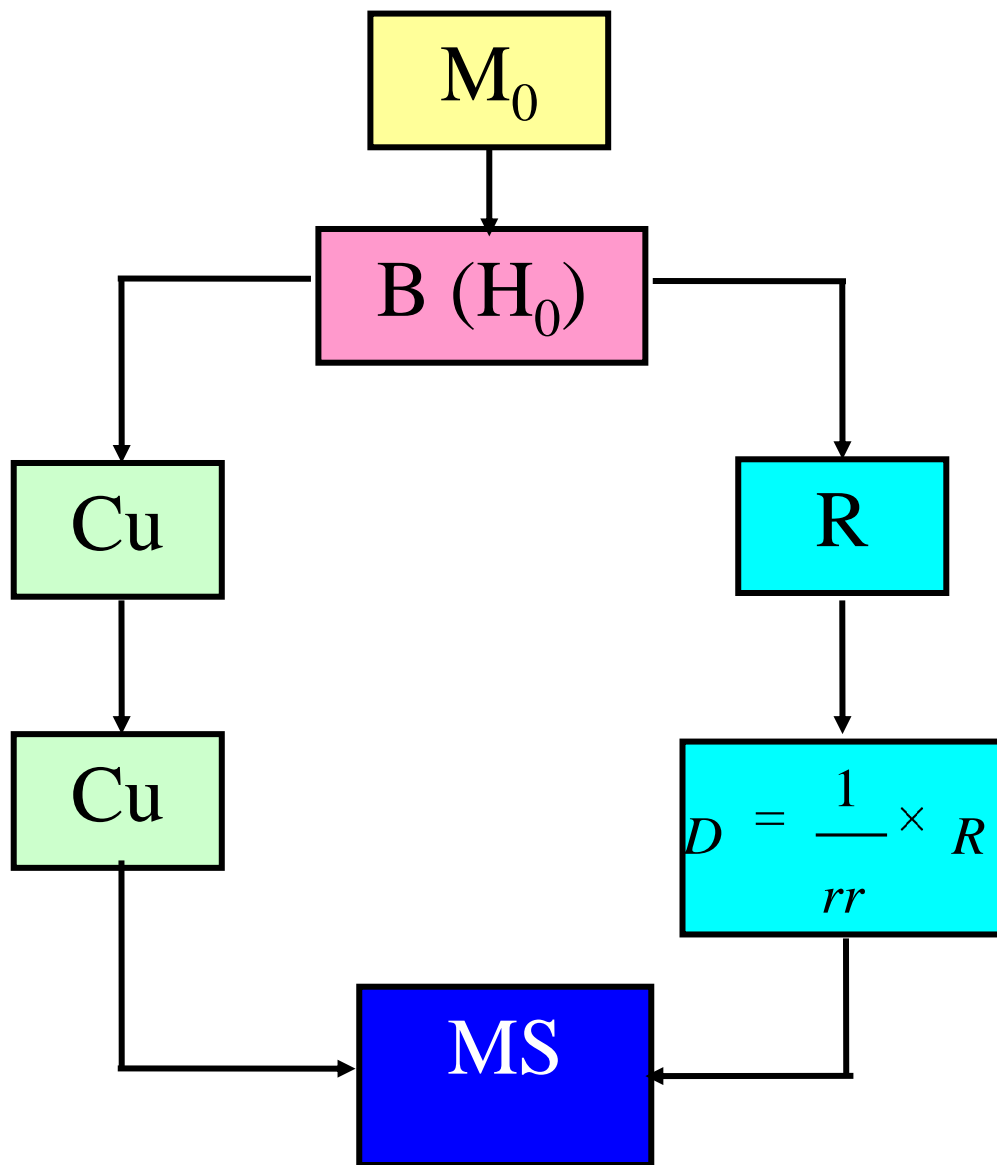 M₀
B (H₀)
Cu
R
Cu
D = 1/rr × R
MS